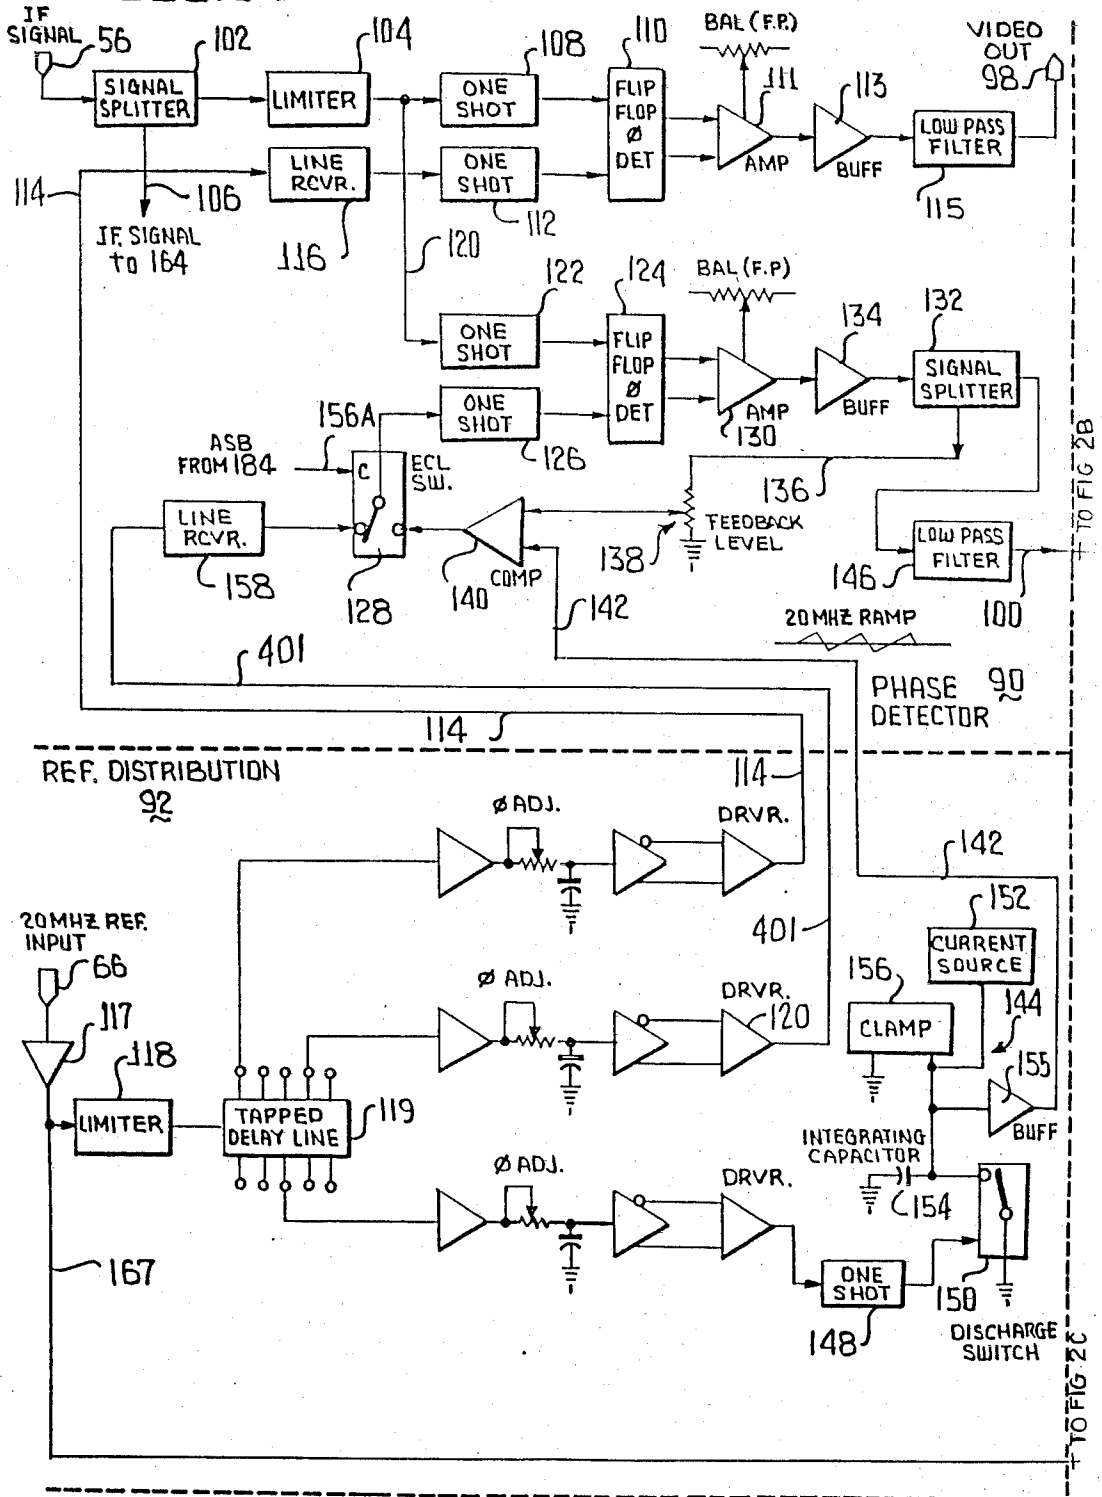 IF
SIGNAL
56
102
SIGNAL
SPLITTER
104
LIMITER
108
ONE
SHOT
110
FLIP
FLOP
Ø
DET
BAL (F.P.)
111
AMP
113
BUFF
VIDEO
OUT
98
LOW PASS
FILTER
115
114
106
IF. SIGNAL
to 164
LINE
RCVR.
116
ONE
SHOT
112
120
122
ONE
SHOT
124
FLIP
FLOP
Ø
DET
BAL (F.P)
AMP
130
134
BUFF
132
SIGNAL
SPLITTER
156A
ONE
SHOT
126
ASB
FROM 184
C
ECL
SW.
128
LINE
RCVR.
158
140
COMP
138
FEEDBACK
LEVEL
136
142
LOW PASS
FILTER
146
100
TO FIG 2B
20 MHZ RAMP
401
114
PHASE
DETECTOR
90
REF. DISTRIBUTION
92
114
Ø ADJ.
DRVR.
142
401
20 MHZ REF.
INPUT
66
117
118
LIMITER
TAPPED
DELAY LINE
119
Ø ADJ.
DRVR.
120
152
CURRENT
SOURCE
156
CLAMP
144
155
BUFF
INTEGRATING
CAPACITOR
154
Ø ADJ.
DRVR.
167
ONE
SHOT
148
150
DISCHARGE
SWITCH
TO FIG 2C